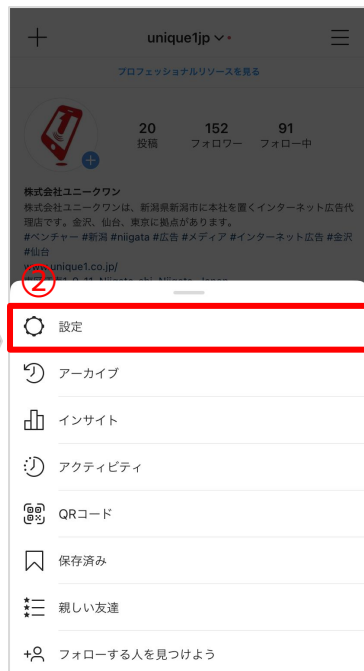 unique1jp
プロフェッショナルリソースを見る
20 152 91
投稿 フォロワー フォロー中
株式会社ユニークワン
株式会社ユニークワンは、新潟県新潟市に本社を置くインターネット広告代
理店です。金沢、仙台、東京に拠点があります。
#ベンチャー #新潟 #niigata #広告 #メディア #インターネット広告 #金沢
#仙台
www.unique1.co.jp/
②
設定
アーカイブ
インサイト
アクティビティ
QRコード
保存済み
親しい友達
フォローする人を見つけよう